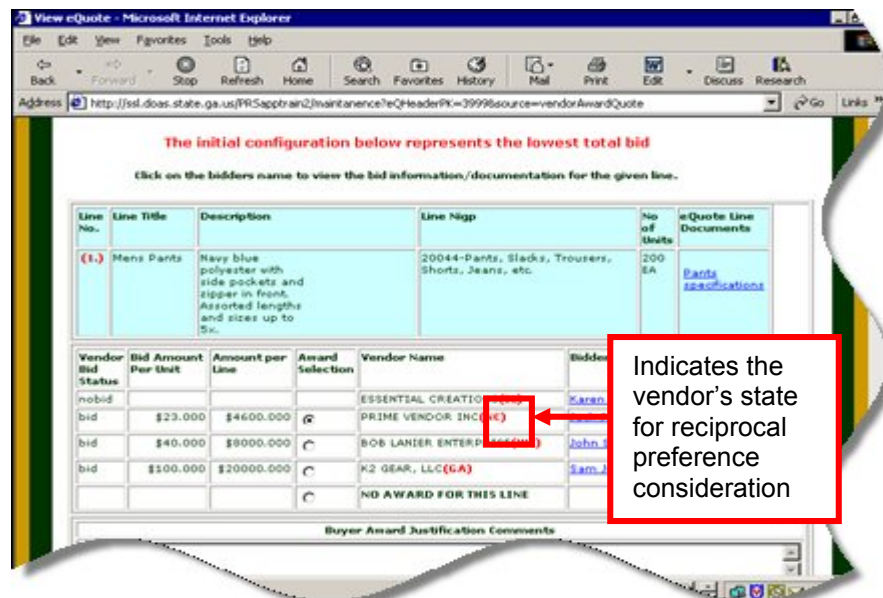 View eQuote - Microsoft Internet Explorer
File Edit View Favorites Tools Help
Back Forward Stop Refresh Home Search Favorites History Mail Print Edit Discuss Research
Address http://ssl.doas.state.ga.us/PRSapptrain2/maintanence?eQHeaderPK=3999&source=vendorAwardQuote Go Links
The initial configuration below represents the lowest total bid
Click on the bidders name to view the bid information/documentation for the given line.
Line No. Line Title Description Line Nigp No of Units eQuote Line Documents
(1.) Mens Pants Navy blue polyester with side pockets and zipper in front. Assorted lengths and sizes up to 5x. 20044-Pants, Slacks, Trousers, Shorts, Jeans, etc. 200 EA Pants specifications
Vendor Bid Status Bid Amount Per Unit Amount per Line Award Selection Vendor Name Bidder
nobid ESSENTIAL Karen
bid $23.000 $4600.000 PRIME VENDOR INC
bid $40.000 $8000.000 BOB LANIER John
bid $100.000 $20000.000 K2 GEAR, LLC(GA) Sam
NO AWARD FOR THIS LINE
Buyer Award Justification Comments
Indicates the
vendor's state
for reciprocal
preference
consideration